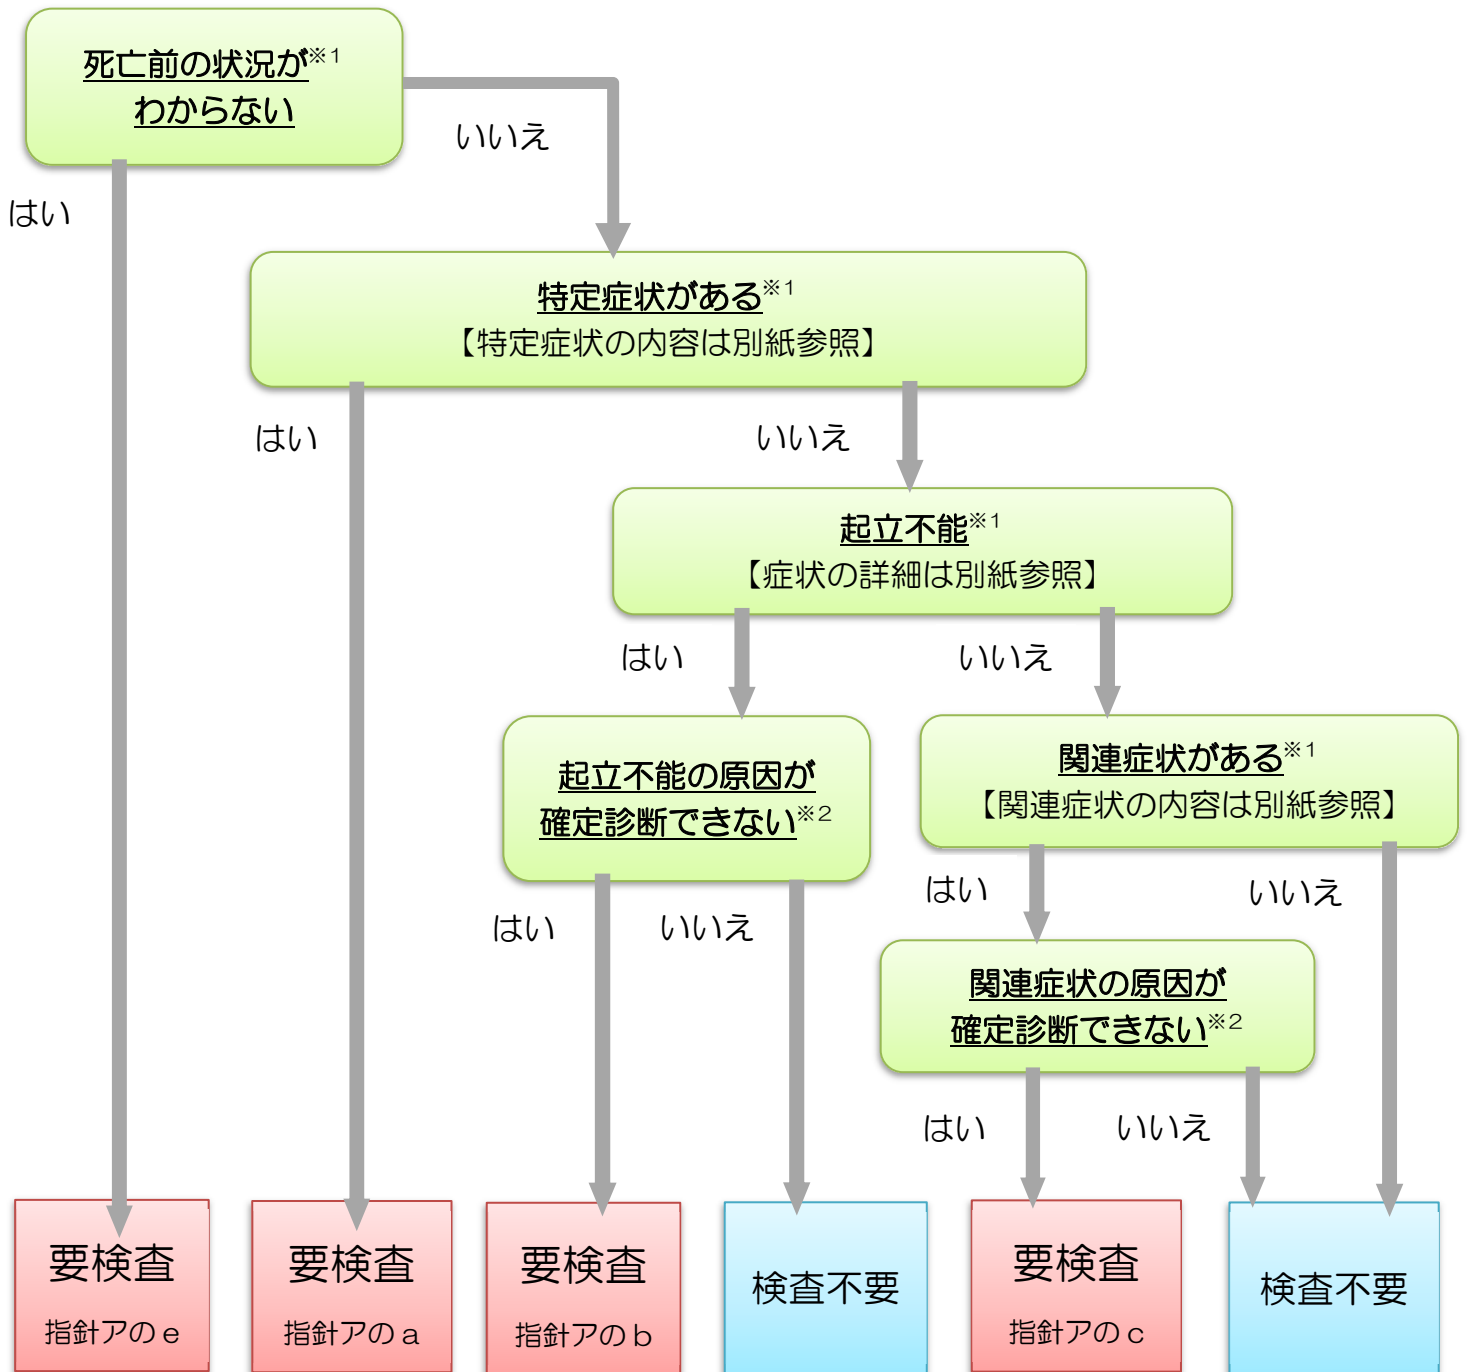 死亡前の状況が※1
わからない
いいえ
はい
特定症状がある※1
【特定症状の内容は別紙参照】
はい
いいえ
起立不能※1
【症状の詳細は別紙参照】
はい
いいえ
起立不能の原因が
確定診断できない※2
関連症状がある※1
【関連症状の内容は別紙参照】
はい
いいえ
はい
いいえ
関連症状の原因が
確定診断できない※2
はい
いいえ
要検査
指針アのe
要検査
指針アのa
要検査
指針アのb
検査不要
要検査
指針アのc
検査不要